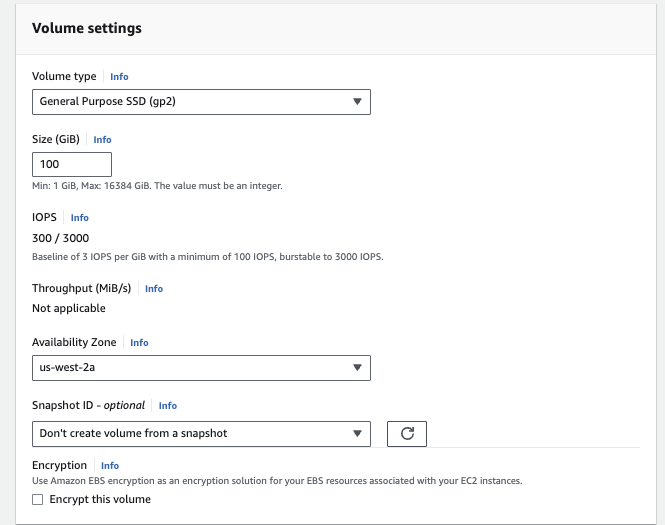 Volume settings
Volume type Info
General Purpose SSD (gp2)
Size (GiB) Info
100
Min: 1 GiB, Max: 16384 GiB. The value must be an integer.
IOPS Info
300 / 3000
Baseline of 3 IOPS per GiB with a minimum of 100 IOPS, burstable to 3000 IOPS.
Throughput (MiB/s) Info
Not applicable
Availability Zone Info
us-west-2a
Snapshot ID - optional Info
Don't create volume from a snapshot
Encryption Info
Use Amazon EBS encryption as an encryption solution for your EBS resources associated with your EC2 instances.
Encrypt this volume